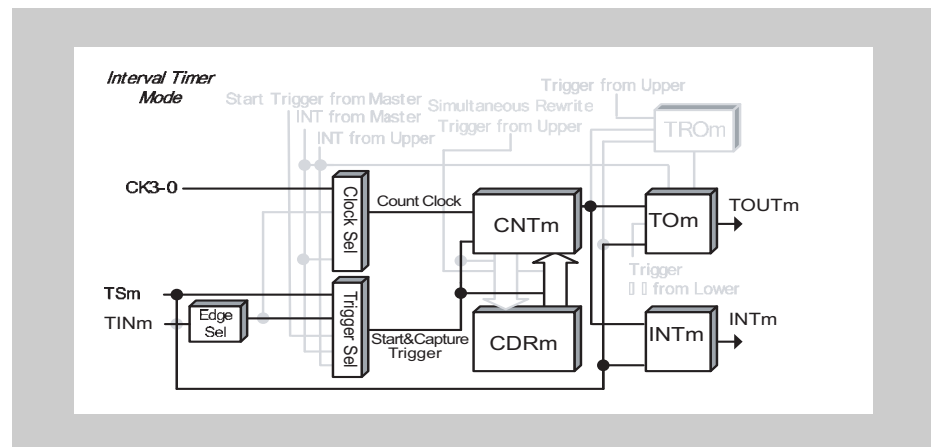 Interval Timer
Mode
Trigger from Upper
Start Trigger from Master
INT from Master
INT from Upper
Simultaneous Rewrite
Trigger from Upper
TROm
CK3-0
Clock Sel
Count Clock
CNTm
TOm
TOUTm
Trigger
from Lower
TSm
TINm
Edge
Sel
Trigger Sel
Start&Capture
Trigger
CDRm
INTm
INTm